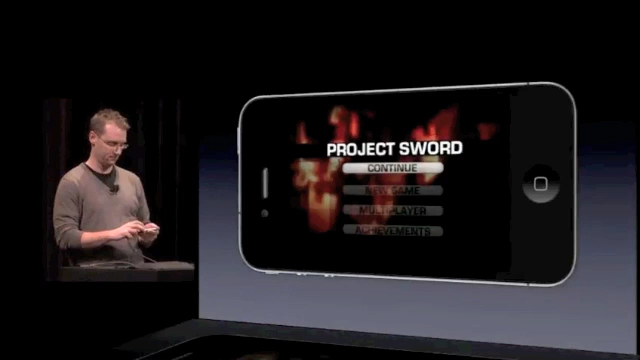 PROJECT SWORD
CONTINUE
NEW GAME
MULTIPLAYER
ACHIEVEMENTS